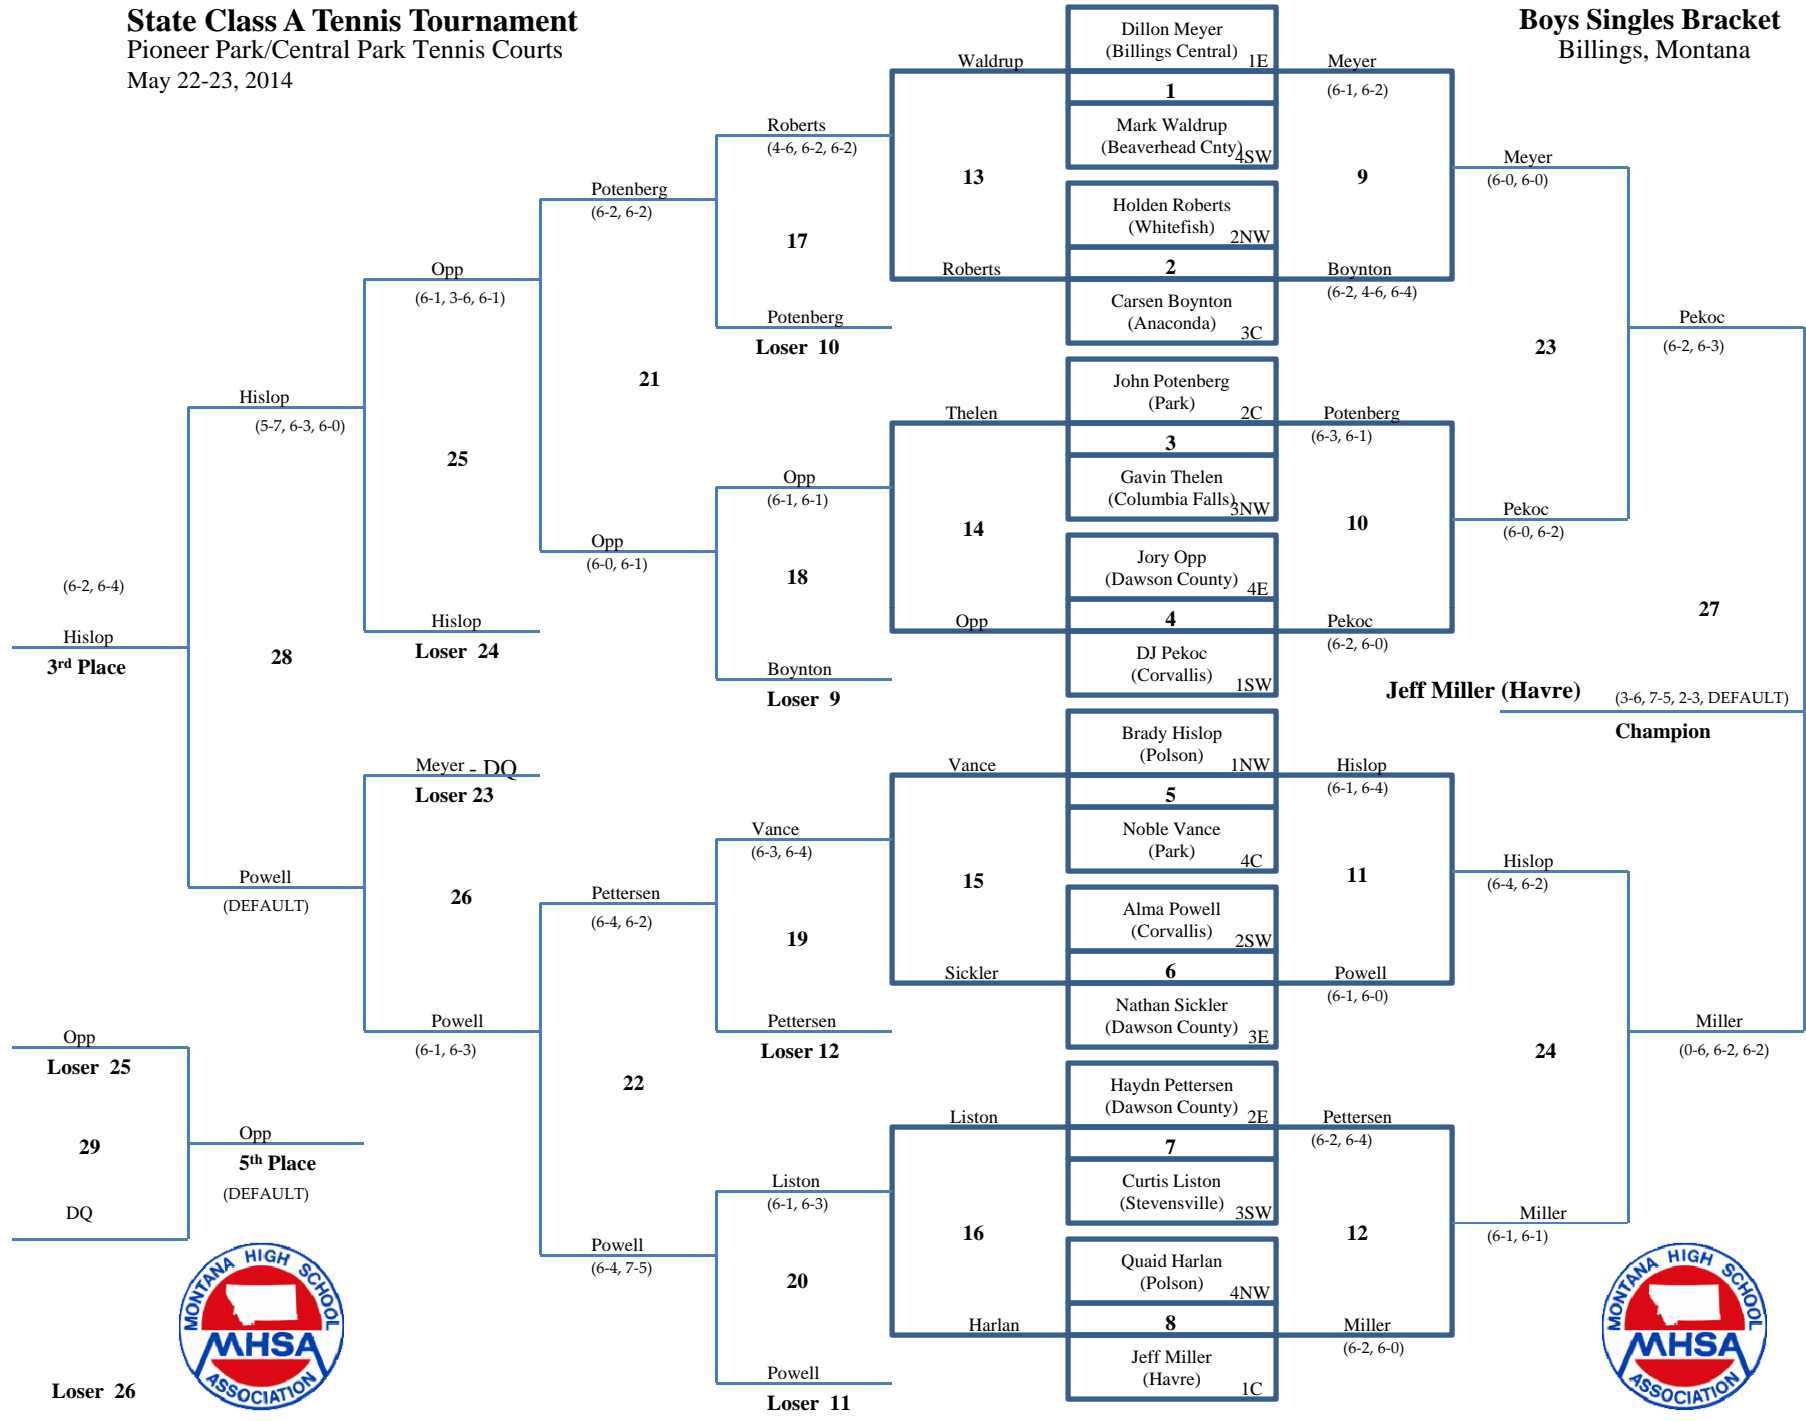 State Class A Tennis Tournament
Pioneer Park/Central Park Tennis Courts
May 22-23, 2014
Boys Singles Bracket
Billings, Montana
Dillon Meyer
(Billings Central)
1E
1
Mark Waldrup
(Beaverhead Cnty)
4SW
Holden Roberts
(Whitefish)
2NW
2
Carsen Boynton
(Anaconda)
3C
John Potenberg
(Park)
2C
3
Gavin Thelen
(Columbia Falls)
3NW
Jory Opp
(Dawson County)
4E
4
DJ Pekoc
(Corvallis)
1SW
Brady Hislop
(Polson)
1NW
5
Noble Vance
(Park)
4C
Alma Powell
(Corvallis)
2SW
6
Nathan Sickler
(Dawson County)
3E
Haydn Pettersen
(Dawson County)
2E
7
Curtis Liston
(Stevensville)
3SW
Quaid Harlan
(Polson)
4NW
8
Jeff Miller
(Havre)
1C
Meyer
(6-1, 6-2)
9
Boynton
(6-2, 4-6, 6-4)
Potenberg
(6-3, 6-1)
10
Pekoc
(6-2, 6-0)
Hislop
(6-1, 6-4)
11
Powell
(6-1, 6-0)
Pettersen
(6-2, 6-4)
12
Miller
(6-2, 6-0)
Meyer
(6-0, 6-0)
23
Pekoc
(6-0, 6-2)
Hislop
(6-4, 6-2)
24
Miller
(6-1, 6-1)
Pekoc
(6-2, 6-3)
27
Miller
(0-6, 6-2, 6-2)
Jeff Miller (Havre)
(3-6, 7-5, 2-3, DEFAULT)
Champion
Waldrup
13
Roberts
Thelen
14
Opp
Vance
15
Sickler
Liston
16
Harlan
Roberts
(4-6, 6-2, 6-2)
17
Potenberg
Loser 10
Opp
(6-1, 6-1)
18
Boynton
Loser 9
Vance
(6-3, 6-4)
19
Pettersen
Loser 12
Liston
(6-1, 6-3)
20
Powell
Loser 11
Potenberg
(6-2, 6-2)
21
Opp
(6-0, 6-1)
Pettersen
(6-4, 6-2)
22
Powell
(6-4, 7-5)
Opp
(6-1, 3-6, 6-1)
25
Hislop
Loser 24
Meyer - DQ
Loser 23
26
Powell
(6-1, 6-3)
Hislop
(5-7, 6-3, 6-0)
28
Powell
(DEFAULT)
(6-2, 6-4)
Hislop
3rd Place
Opp
Loser 25
29
DQ
Loser 26
Opp
5th Place
(DEFAULT)
MONTANA HIGH SCHOOL
MHSA
ASSOCIATION
MONTANA HIGH SCHOOL
MHSA
ASSOCIATION